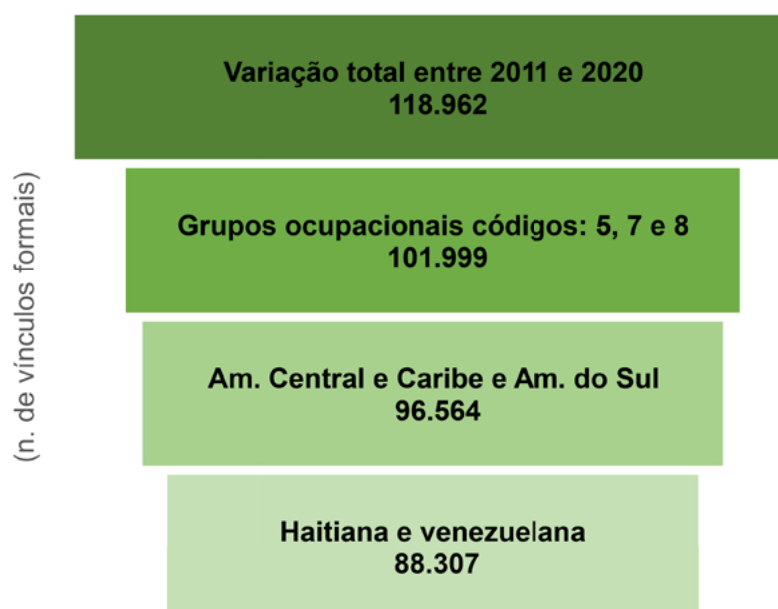 Variação total entre 2011 e 2020
118.962
(n. de vínculos formais)
Grupos ocupacionais códigos: 5, 7 e 8
101.999
Am. Central e Caribe e Am. do Sul
96.564
Haitiana e venezuelana
88.307